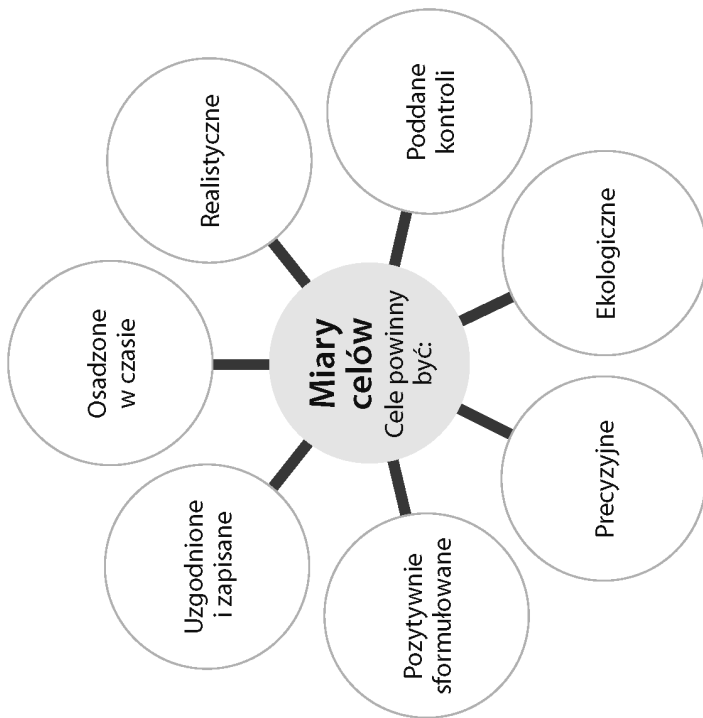 Miary
celów
Cele powinny
być:
Osadzone
w czasie
Realistyczne
Poddane
kontroli
Ekologiczne
Precyzyjne
Pozytywnie
sformułowane
Uzgodnione
i zapisane